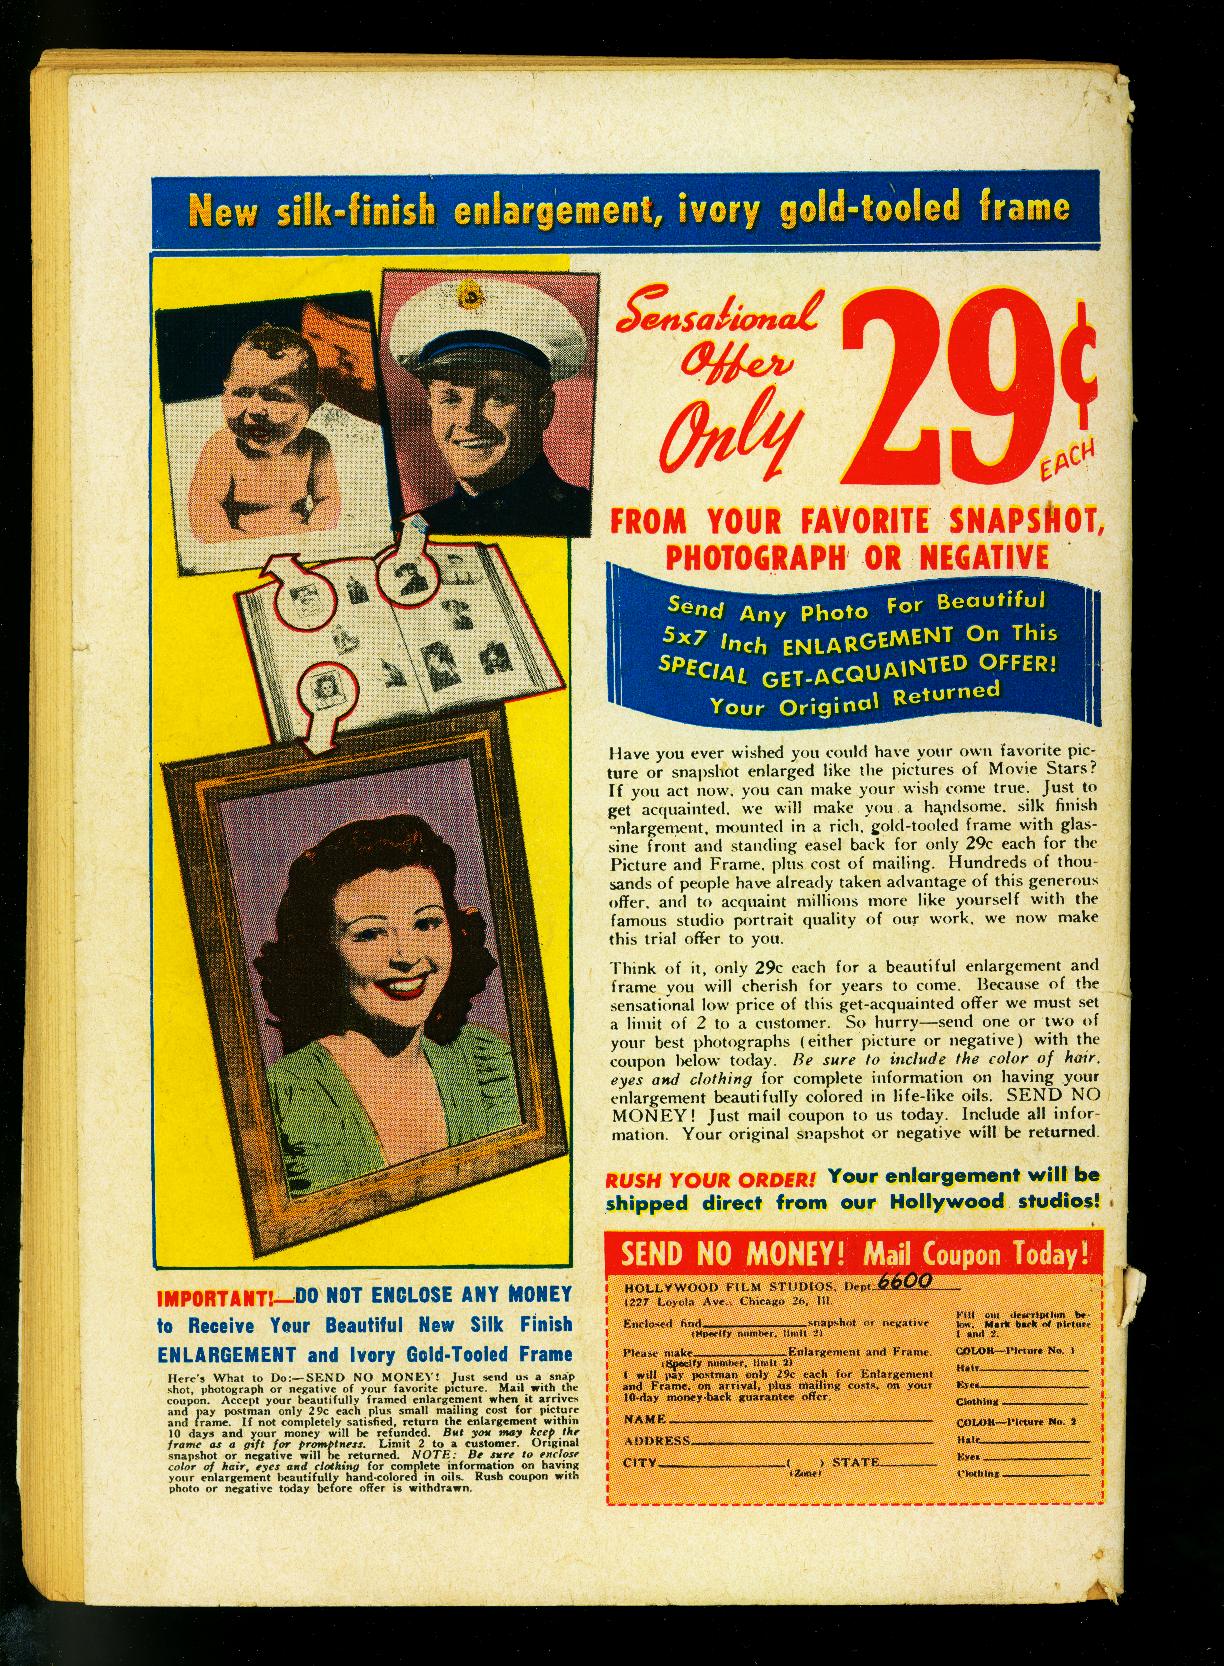 New silk-finish enlargement, ivory gold-tooled frame
Sensational
Offer
Only
29¢
EACH
FROM YOUR FAVORITE SNAPSHOT,
PHOTOGRAPH OR NEGATIVE
Send Any Photo For Beautiful
5x7 Inch ENLARGEMENT On This
SPECIAL GET-ACQUAINTED OFFER!
Your Original Returned
Have you ever wished you could have your own favorite pic-
ture or snapshot enlarged like the pictures of Movie Stars?
If you act now, you can make your wish come true. Just to
get acquainted, we will make you a handsome, silk finish
enlargement, mounted in a rich, gold-tooled frame with glas-
sine front and standing easel back for only 29c each for the
Picture and Frame, plus cost of mailing. Hundreds of thou-
sands of people have already taken advantage of this generous
offer, and to acquaint millions more like yourself with the
famous studio portrait quality of our work, we now make
this trial offer to you.
Think of it, only 29c each for a beautiful enlargement and
frame you will cherish for years to come. Because of the
sensational low price of this get-acquainted offer we must set
a limit of 2 to a customer. So hurry—send one or two of
your best photographs (either picture or negative) with the
coupon below today. Be sure to include the color of hair,
eyes and clothing for complete information on having your
enlargement beautifully colored in life-like oils. SEND NO
MONEY! Just mail coupon to us today. Include all infor-
mation. Your original snapshot or negative will be returned.
RUSH YOUR ORDER! Your enlargement will be
shipped direct from our Hollywood studios!
IMPORTANT!—DO NOT ENCLOSE ANY MONEY
to Receive Your Beautiful New Silk Finish
ENLARGEMENT and Ivory Gold-Tooled Frame
Here's What to Do:—SEND NO MONEY! Just send us a snap
shot, photograph or negative of your favorite picture. Mail with the
coupon. Accept your beautifully framed enlargement when it arrives
and pay postman only 29c each plus small mailing cost for picture
and frame. If not completely satisfied, return the enlargement within
10 days and your money will be refunded. But you may keep the
frame as a gift for promptness. Limit 2 to a customer. Original
snapshot or negative will be returned. NOTE: Be sure to enclose
color of hair, eyes and clothing for complete information on having
your enlargement beautifully hand-colored in oils. Rush coupon with
photo or negative today before offer is withdrawn.
SEND NO MONEY! Mail Coupon Today!
HOLLYWOOD FILM STUDIOS, Dept. 6600
1227 Loyola Ave., Chicago 26, Ill.
Enclosed find snapshot or negative
(Specify number, limit 2)
Please make Enlargement and Frame.
(Specify number, limit 2)
I will pay postman only 29c each for Enlargement
and Frame, on arrival, plus mailing costs, on your
10-day money-back guarantee offer.
NAME
ADDRESS
CITY ( ) STATE
(Zone)
Fill out description be-
low. Mark back of picture
1 and 2.
COLOR—Picture No. 1
Hair
Eyes
Clothing
COLOR—Picture No. 2
Hair
Eyes
Clothing